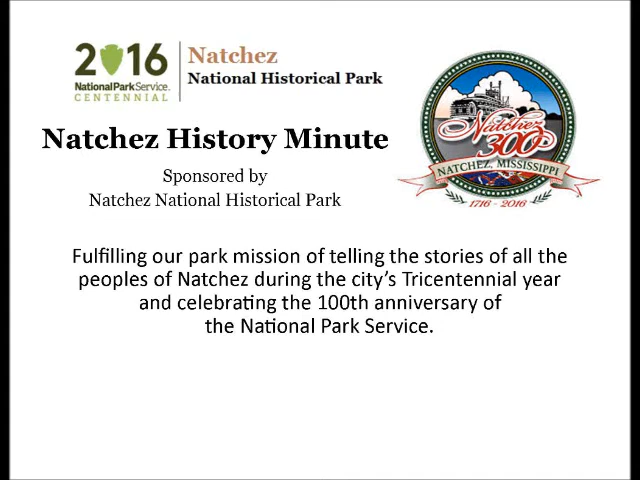 2016
National Park Service
CENTENNIAL
Natchez
National Historical Park
Natchez History Minute
Sponsored by
Natchez National Historical Park
Natchez
300
NATCHEZ, MISSISSIPPI
1716 - 2016
Fulfilling our park mission of telling the stories of all the
peoples of Natchez during the city's Tricentennial year
and celebrating the 100th anniversary of
the National Park Service.